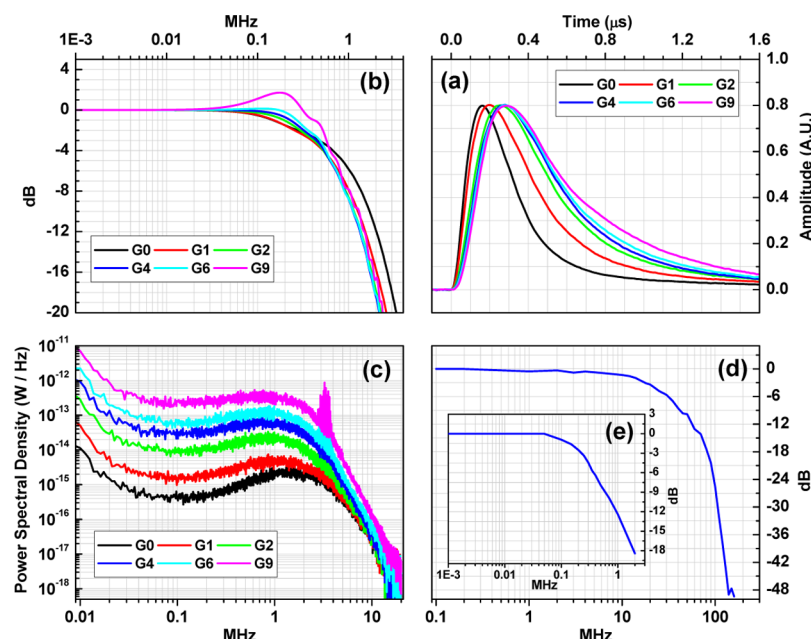 MHz
1E-3 0.01 0.1 1
4
0
-4
-8
-12
-16
-20
dB
(b)
G0 G1 G2
G4 G6 G9
Time (μs)
0.0 0.4 0.8 1.2 1.6
(a)
G0 G1 G2
G4 G6 G9
1.0
0.8
0.6
0.4
0.2
0.0
Amplitude (A.U.)
Power Spectral Density (W / Hz)
10-11
10-12
10-13
10-14
10-15
10-16
10-17
10-18
(c)
G0 G1 G2
G4 G6 G9
0.01 0.1 1 10
MHz
(d)
0
-6
-12
-18
-24
-30
-36
-42
-48
dB
0.1 1 10 100
MHz
(e)
3
0
-3
-6
-9
-12
-15
-18
dB
1E-3 0.01 0.1 1
MHz